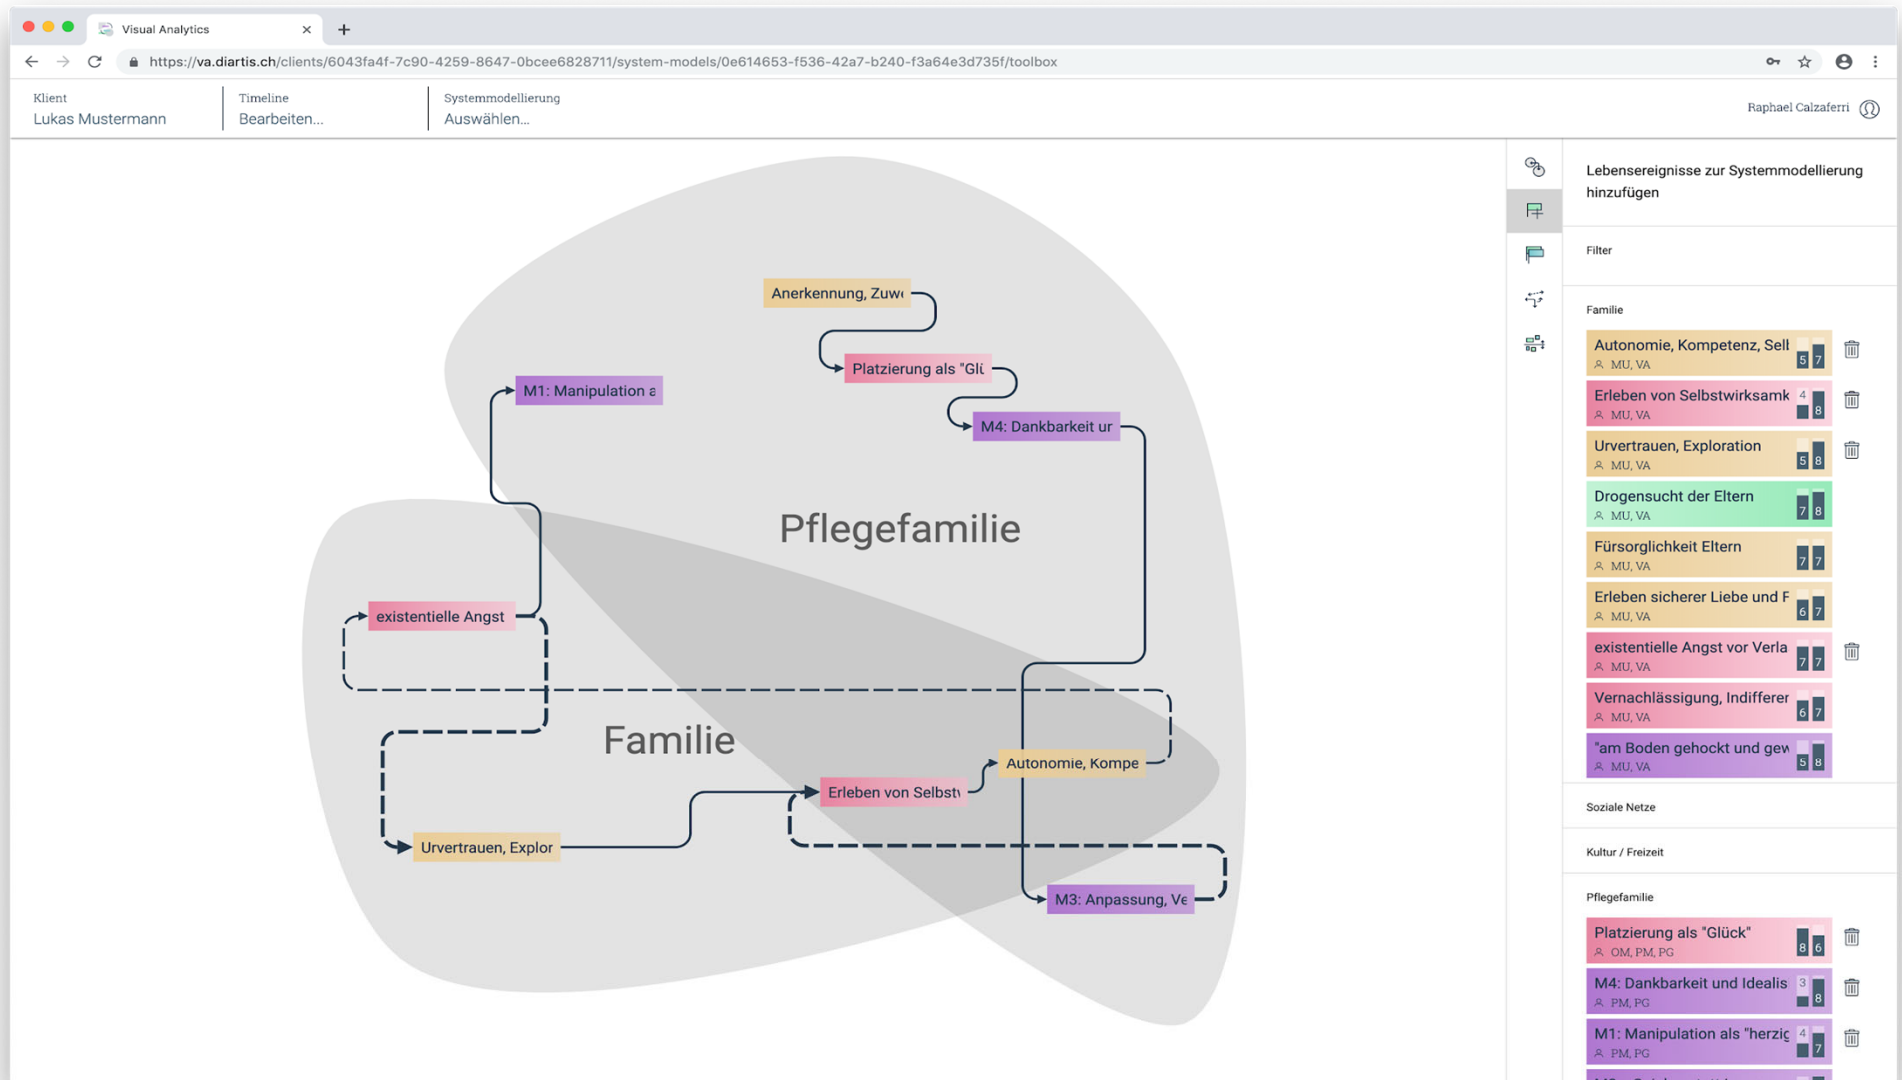 Visual Analytics
https://va.diartis.ch/clients/6043fa4f-7c90-4259-8647-0bcee6828711/system-models/0e614653-f536-42a7-b240-f3a64e3d735f/toolbox
Klient
Lukas Mustermann
Timeline
Bearbeiten...
Systemmodellierung
Auswählen...
Raphael Calzaferri
Anerkennung, Zuw
Platzierung als "Glü
M1: Manipulation a
M4: Dankbarkeit ur
Pflegefamilie
existentielle Angst
Familie
Autonomie, Kompe
Erleben von Selbst
Urvertrauen, Explor
M3: Anpassung, Ve
Lebensereignisse zur Systemmodellierung
hinzufügen
Filter
Familie
Autonomie, Kompetenz, Sell
MU, VA
5 7
Erleben von Selbstwirksamk
MU, VA
4 8
Urvertrauen, Exploration
MU, VA
5 8
Drogensucht der Eltern
MU, VA
7 8
Fürsorglichkeit Eltern
MU, VA
7 7
Erleben sicherer Liebe und F
MU, VA
6 7
existentielle Angst vor Verla
MU, VA
7 7
Vernachlässigung, Indifferer
MU, VA
6 7
"am Boden gehockt und gew
MU, VA
5 8
Soziale Netze
Kultur / Freizeit
Pflegefamilie
Platzierung als "Glück"
OM, PM, PG
8 6
M4: Dankbarkeit und Idealis
PM, PG
3 8
M1: Manipulation als "herzig
PM, PG
4 7